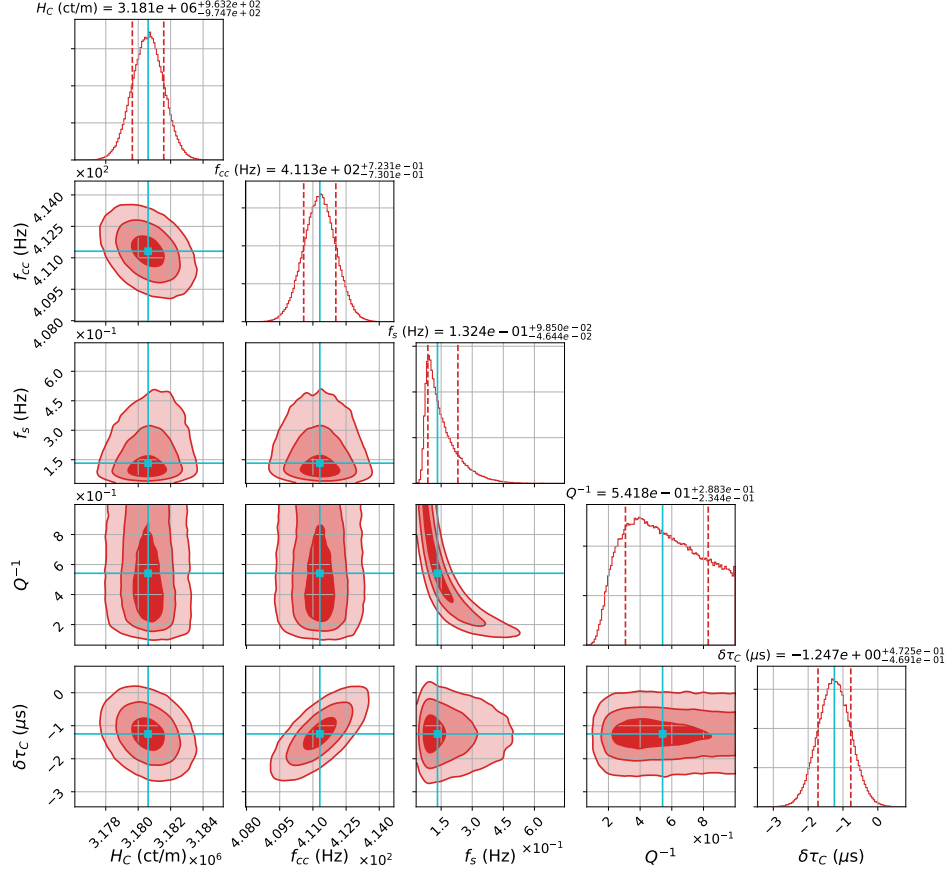 H_C (ct/m) = 3.181e + 06^{+9.632e + 02}_{-9.747e + 02}
×10²
f_cc (Hz) = 4.113e + 02^{+7.231e − 01}_{−7.301e − 01}
f_cc (Hz)
4.140
4.125
4.110
4.095
4.080
×10⁻¹
f_s (Hz) = 1.324e − 01^{+9.850e − 02}_{−4.644e − 02}
f_s (Hz)
6.0
4.5
3.0
1.5
×10⁻¹
Q⁻¹ = 5.418e − 01^{+2.883e − 01}_{−2.344e − 01}
Q⁻¹
8
6
4
2
δτ_C (μs) = −1.247e + 00^{+4.725e − 01}_{−4.691e − 01}
δτ_C (μs)
0
−1
−2
−3
3.178 3.180 3.182 3.184 4.080 4.095 4.110 4.125 4.140 1.5 3.0 4.5 6.0 2 4 6 8 −3 −2 −1 0
×10⁶ ×10² ×10⁻¹ ×10⁻¹
H_C (ct/m) f_cc (Hz) f_s (Hz) Q⁻¹ δτ_C (μs)